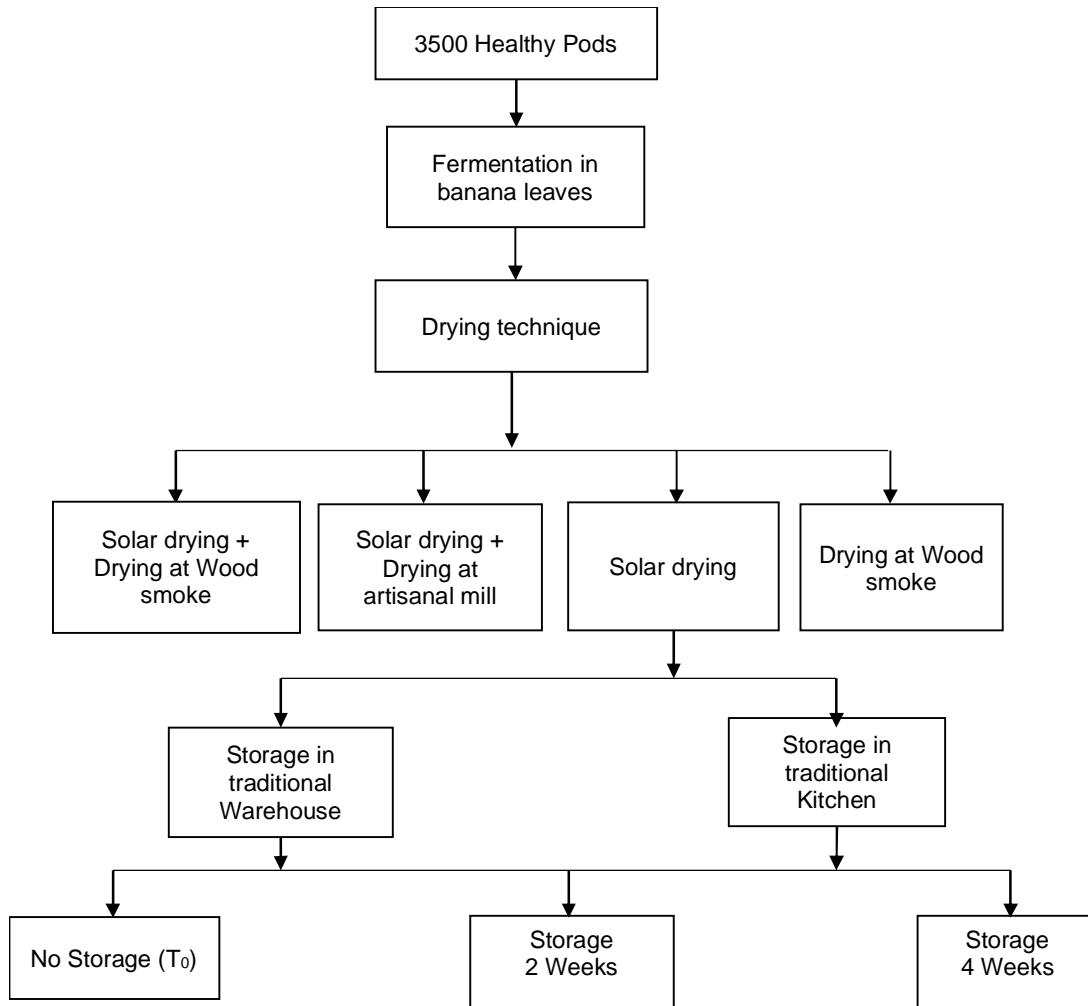 3500 Healthy Pods
Fermentation in
banana leaves
Drying technique
Solar drying +
Drying at Wood
smoke
Solar drying +
Drying at
artisanal mill
Solar drying
Drying at Wood
smoke
Storage in
traditional
Warehouse
Storage in
traditional
Kitchen
No Storage (T₀)
Storage
2 Weeks
Storage
4 Weeks